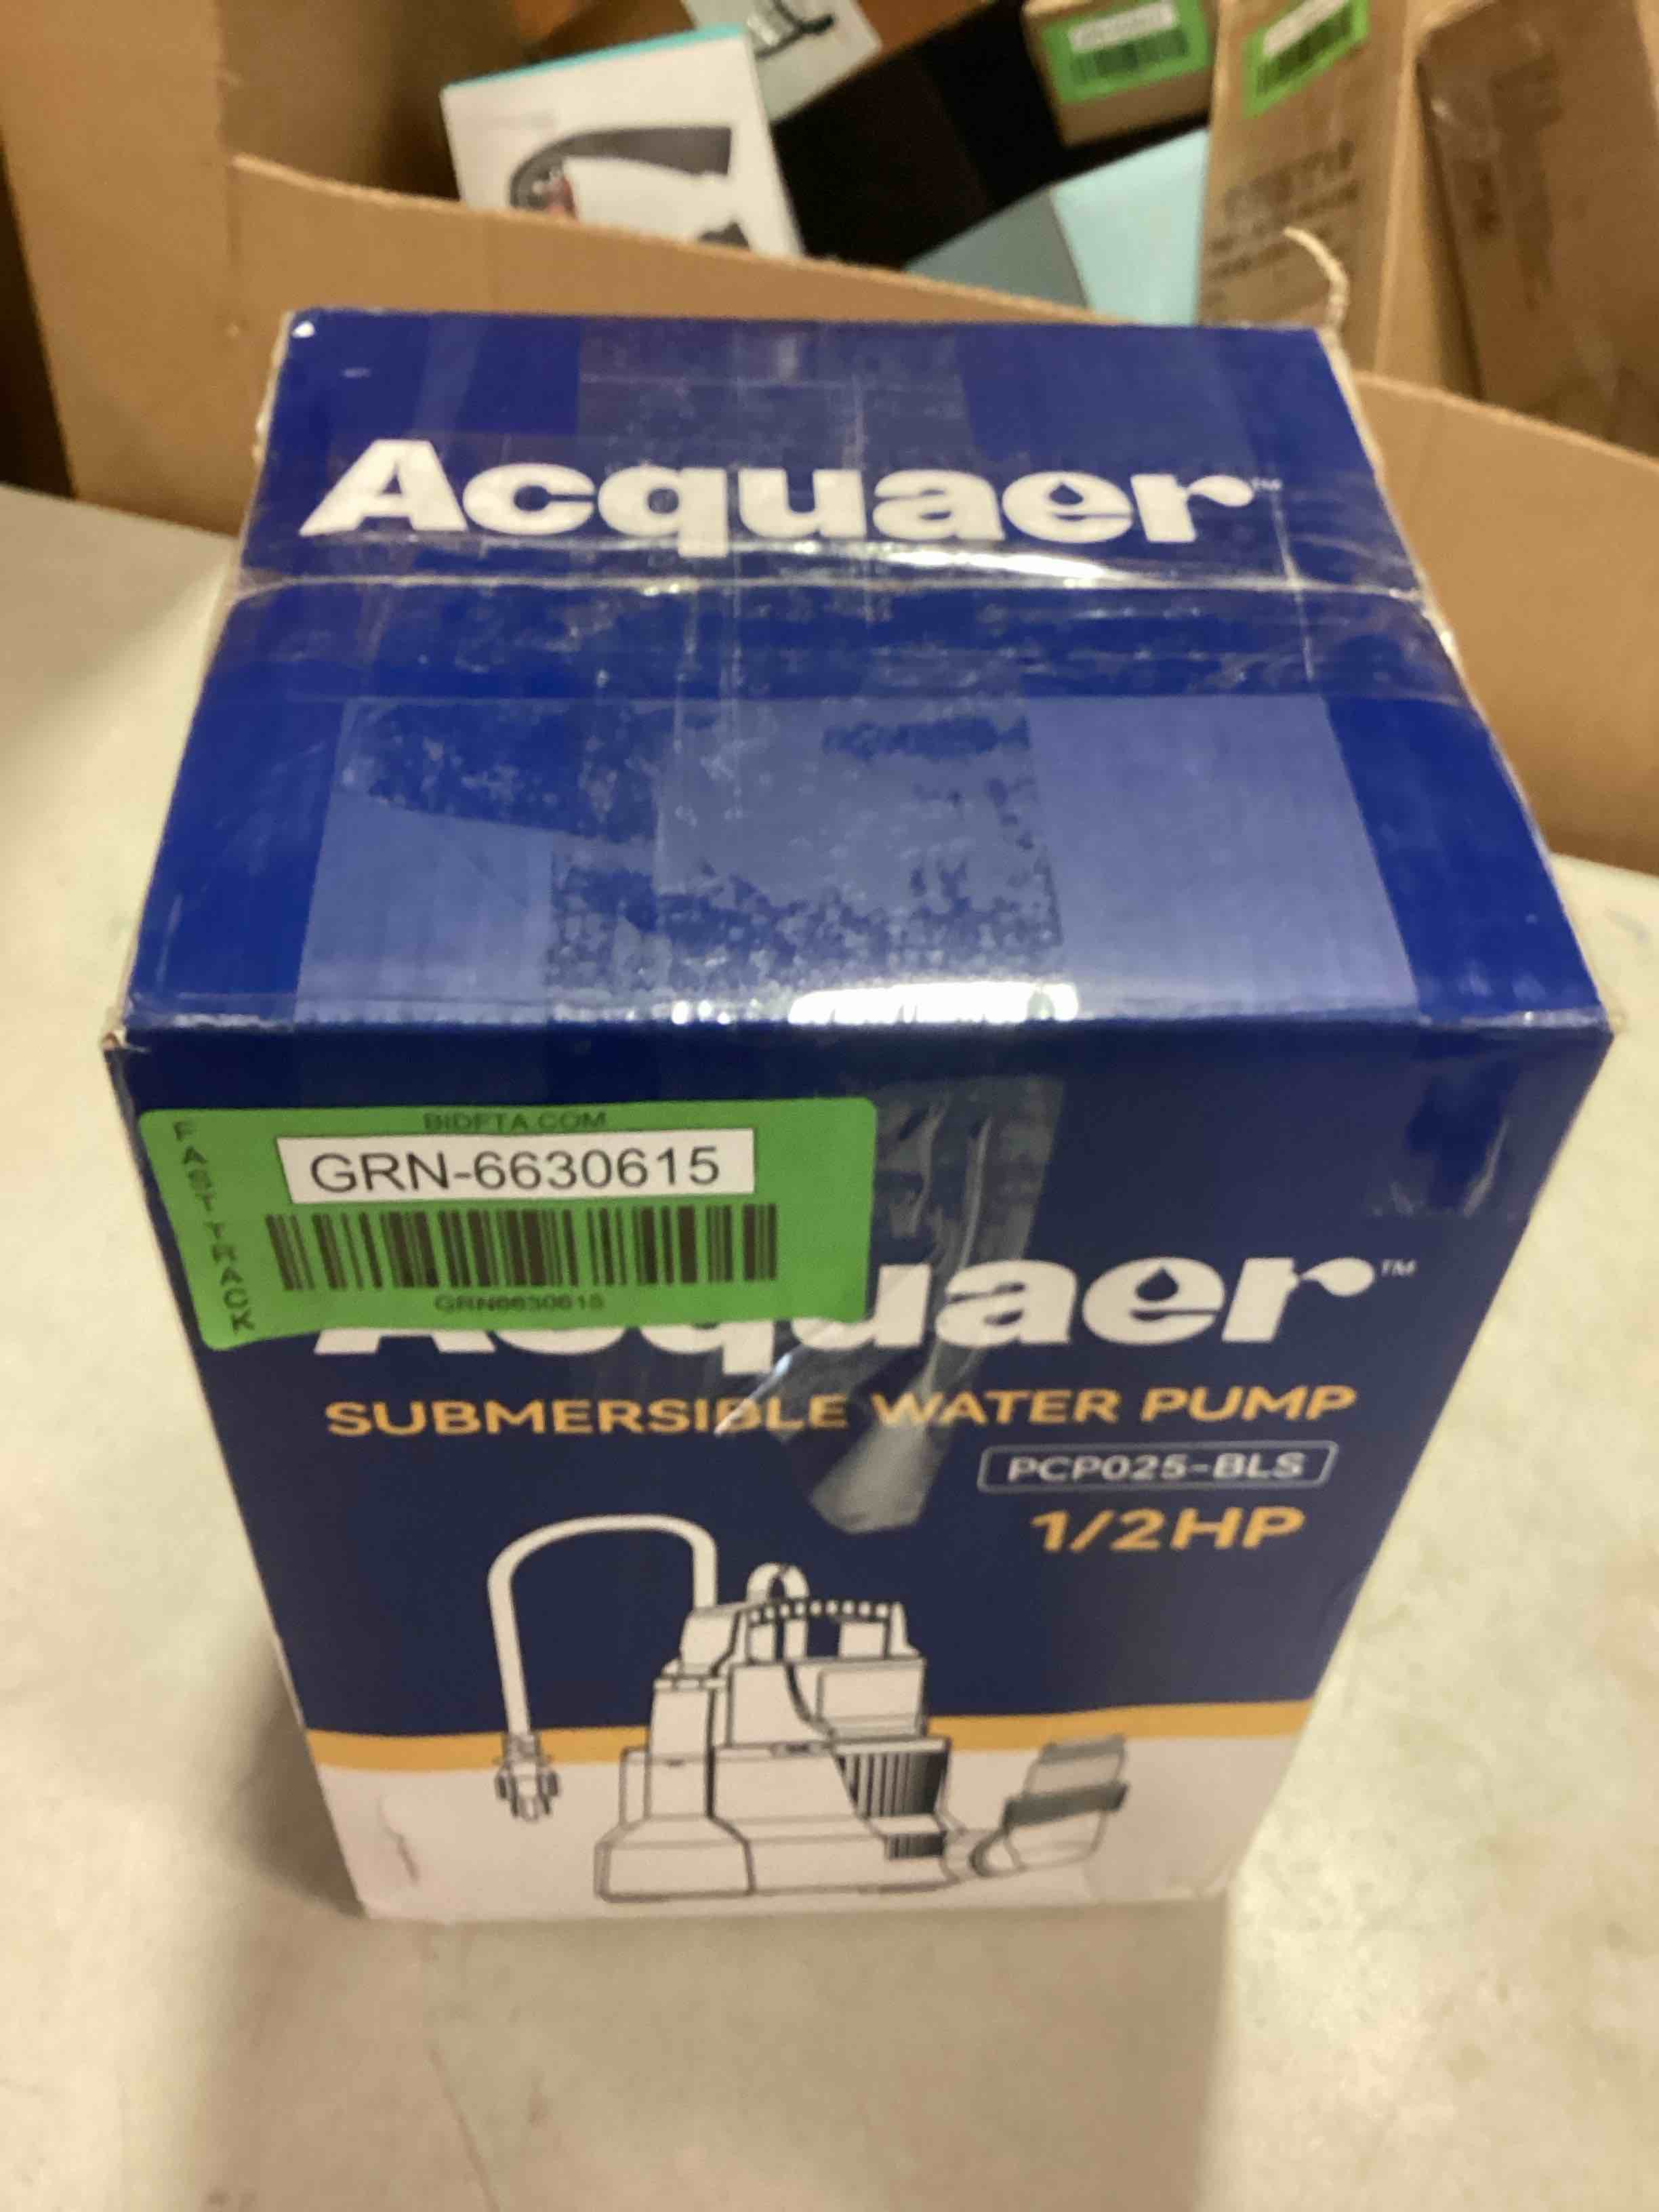 Acquaer™
BIDFTA.COM
FAST TRACK
GRN-6630615
GRN6630615
Acquaer™
SUBMERSIBLE WATER PUMP
PCP025-BLS
1/2HP